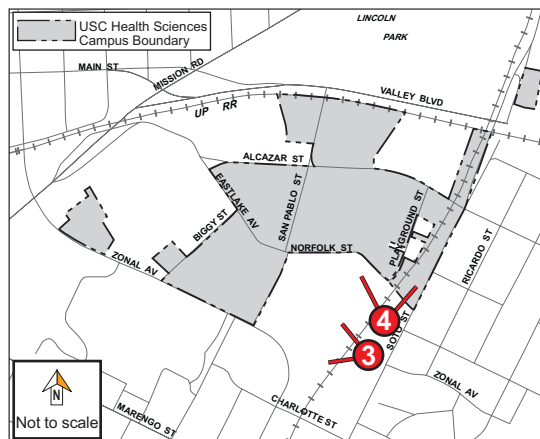 USC Health Sciences
Campus Boundary
LINCOLN
PARK
MAIN ST
MISSION RD
VALLEY BLVD
UP RR
ALCAZAR ST
EASTLAKE AV
SAN PABLO ST
PLAYGROUND ST
BIGGY ST
RICARDO ST
NORFOLK ST
ZONAL AV
4
SOTO ST
3
ZONAL AV
N
Not to scale
MARENGO ST
CHARLOTTE ST